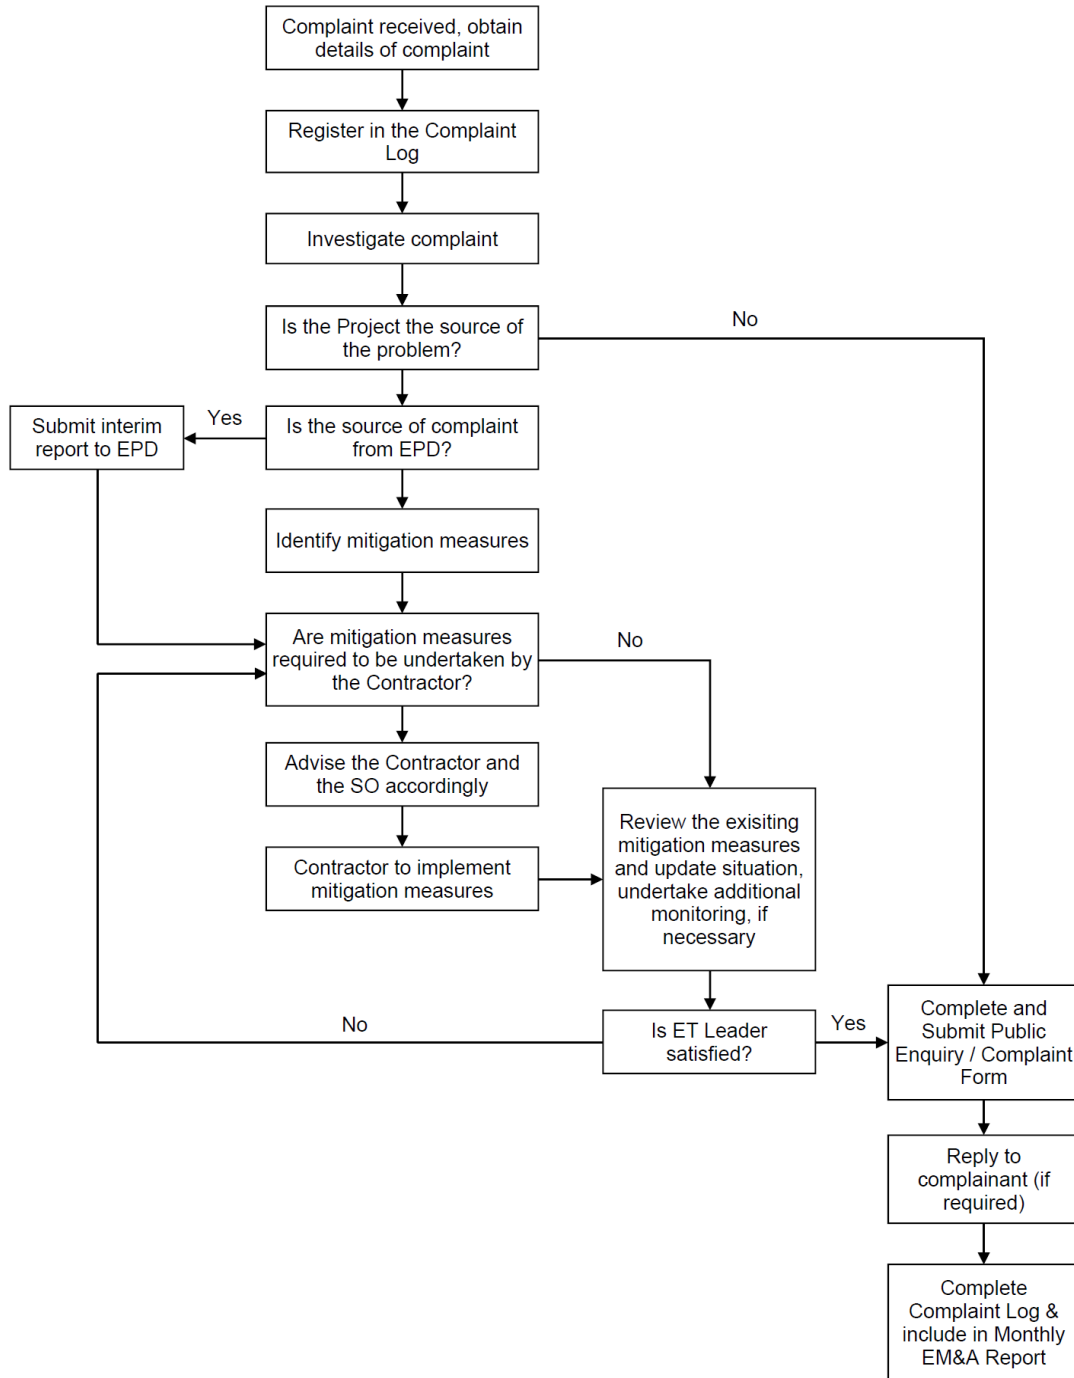 Complaint received, obtain
details of complaint
Register in the Complaint
Log
Investigate complaint
Is the Project the source of
the problem?
No
Submit interim
report to EPD
Yes
Is the source of complaint
from EPD?
Identify mitigation measures
Are mitigation measures
required to be undertaken by
the Contractor?
No
Advise the Contractor and
the SO accordingly
Contractor to implement
mitigation measures
Review the exisiting
mitigation measures
and update situation,
undertake additional
monitoring, if
necessary
No
Is ET Leader
satisfied?
Yes
Complete and
Submit Public
Enquiry / Complaint
Form
Reply to
complainant (if
required)
Complete
Complaint Log &
include in Monthly
EM&A Report